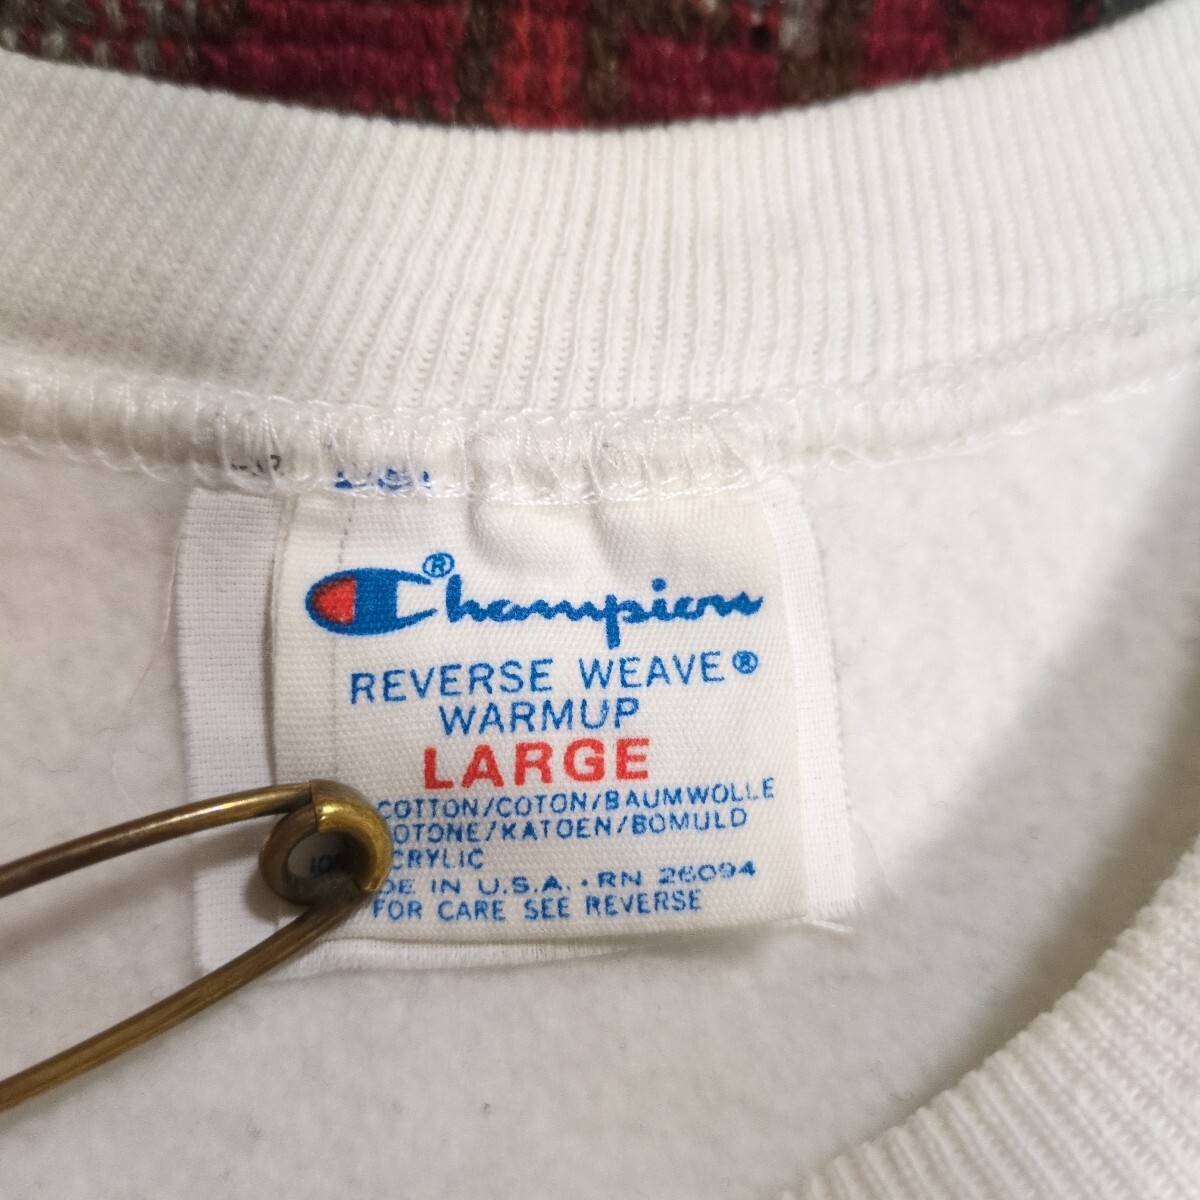 Champion®
REVERSE WEAVE®
WARMUP
LARGE
COTTON/COTON/BAUMWOLLE
OTONE/KATOEN/BOMULD
CRYLIC
DE IN U.S.A. • RN 26094
FOR CARE SEE REVERSE